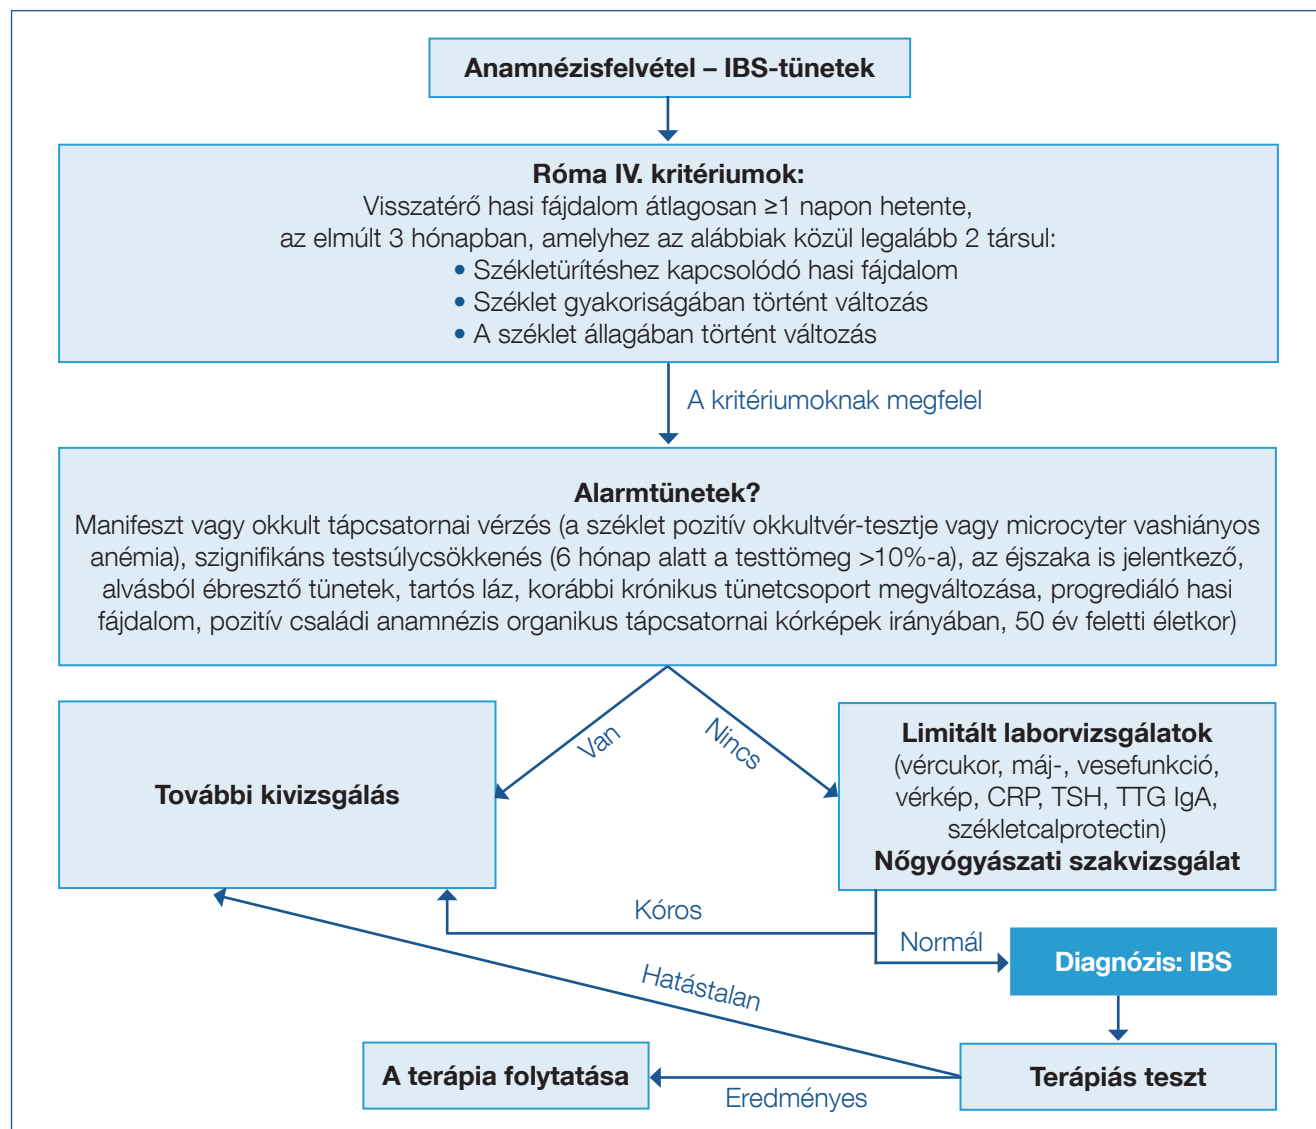 Anamnézisfelvétel – IBS-tünetek
Róma IV. kritériumok:
Visszatérő hasi fájdalom átlagosan ≥1 napon hetente,
az elmúlt 3 hónapban, amelyhez az alábbiak közül legalább 2 társul:
• Székletürítéshez kapcsolódó hasi fájdalom
• Széklet gyakoriságában történt változás
• A széklet állagában történt változás
A kritériumoknak megfelel
Alarmtünetek?
Manifeszt vagy okkult tápcsatornai vérzés (a széklet pozitív okkultvér-tesztje vagy microcyter vashiányos
anémia), szignifikáns testsúlycsökkenés (6 hónap alatt a testtömeg >10%-a), az éjszaka is jelentkező,
alvásból ébresztő tünetek, tartós láz, korábbi krónikus tünetcsoport megváltozása, progrediáló hasi
fájdalom, pozitív családi anamnézis organikus tápcsatornai kórképek irányában, 50 év feletti életkor)
Van
Nincs
További kivizsgálás
Limitált laborvizsgálatok
(vércukor, máj-, vesefunkció,
vérkép, CRP, TSH, TTG IgA,
székletcalprotectin)
Nőgyógyászati szakvizsgálat
Kóros
Normál
Diagnózis: IBS
Hatástalan
A terápia folytatása
Eredményes
Terápiás teszt